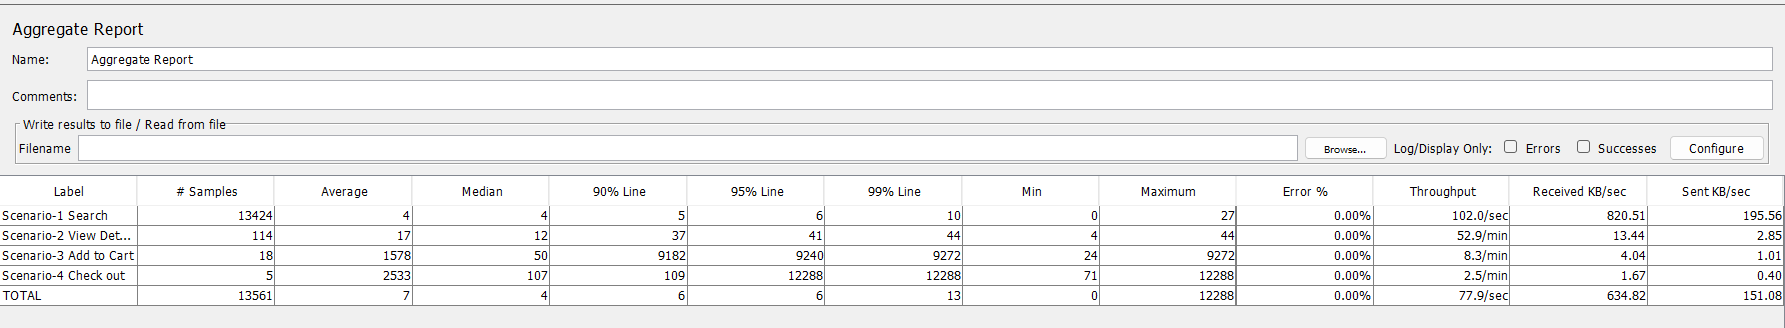 Aggregate Report
Name: Aggregate Report
Comments:
Write results to file / Read from file
Filename Browse... Log/Display Only: Errors Successes Configure
Label # Samples Average Median 90% Line 95% Line 99% Line Min Maximum Error % Throughput Received KB/sec Sent KB/sec
Scenario-1 Search 13424 4 4 5 6 10 0 27 0.00% 102.0/sec 820.51 195.56
Scenario-2 View Det... 114 17 12 37 41 44 4 44 0.00% 52.9/min 13.44 2.85
Scenario-3 Add to Cart 18 1578 50 9182 9240 9272 24 9272 0.00% 8.3/min 4.04 1.01
Scenario-4 Check out 5 2533 107 109 12288 12288 71 12288 0.00% 2.5/min 1.67 0.40
TOTAL 13561 7 4 6 6 13 0 12288 0.00% 77.9/sec 634.82 151.08